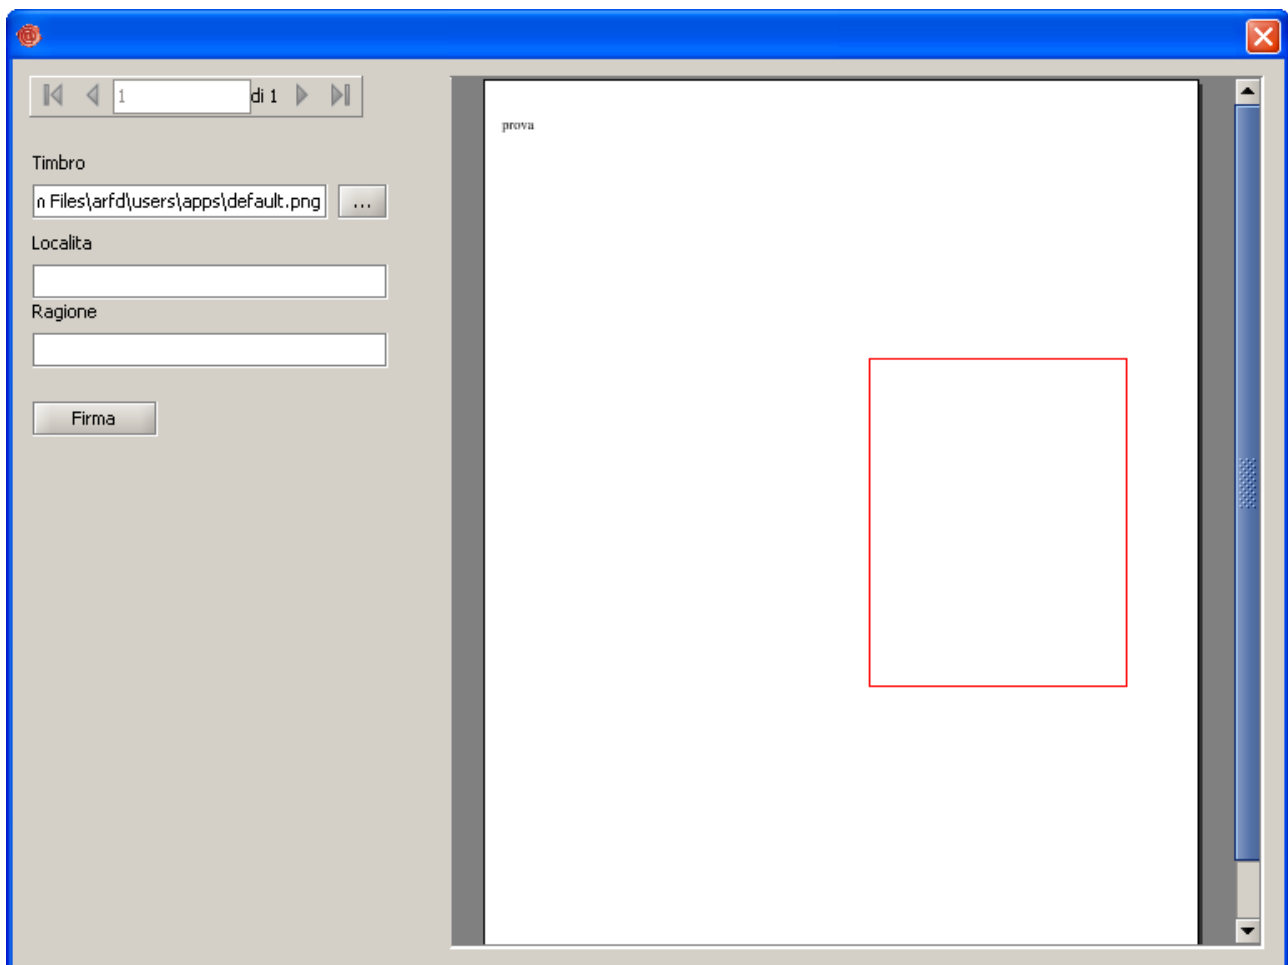 1 di 1
Timbro
n Files\arfd\users\apps\default.png ...
Localita
Ragione
Firma
prova